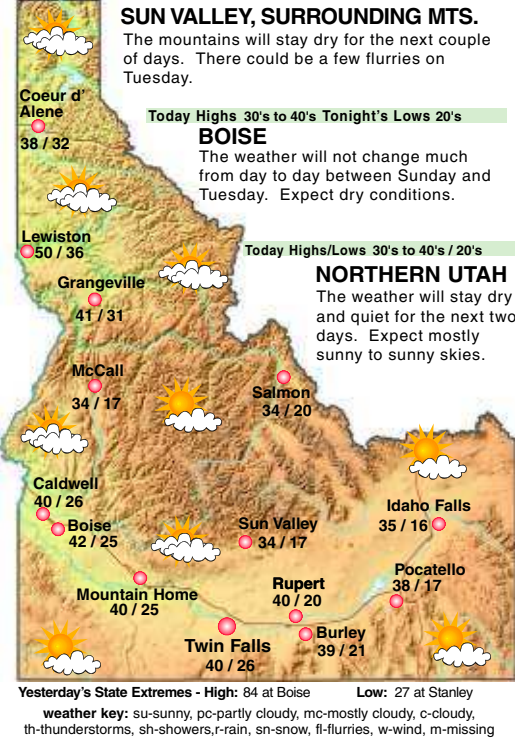 SUN VALLEY, SURROUNDING MTS.
The mountains will stay dry for the next couple
of days.  There could be a few flurries on
Tuesday.
Today Highs  30's to 40's  Tonight's Lows  20's
BOISE
The weather will not change much
from day to day between Sunday and
Tuesday.  Expect dry conditions.
Today Highs/Lows  30's to 40's / 20's
NORTHERN UTAH
The weather will stay dry
and quiet for the next two
days.  Expect mostly
sunny to sunny skies.
Coeur d'
Alene
38 / 32
Lewiston
50 / 36
Grangeville
41 / 31
McCall
34 / 17
Salmon
34 / 20
Caldwell
40 / 26
Boise
42 / 25
Sun Valley
34 / 17
Idaho Falls
35 / 16
Mountain Home
40 / 25
Rupert
40 / 20
Pocatello
38 / 17
Twin Falls
40 / 26
Burley
39 / 21
Yesterday's State Extremes - High: 84 at Boise    Low: 27 at Stanley
weather key: su-sunny, pc-partly cloudy, mc-mostly cloudy, c-cloudy,
th-thunderstorms, sh-showers,r-rain, sn-snow, fl-flurries, w-wind, m-missing